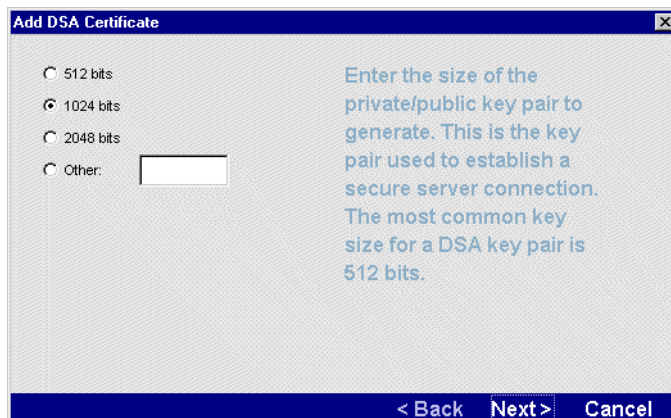 Add DSA Certificate
512 bits
1024 bits
2048 bits
Other:
Enter the size of the
private/public key pair to
generate. This is the key
pair used to establish a
secure server connection.
The most common key
size for a DSA key pair is
512 bits.
< Back Next > Cancel